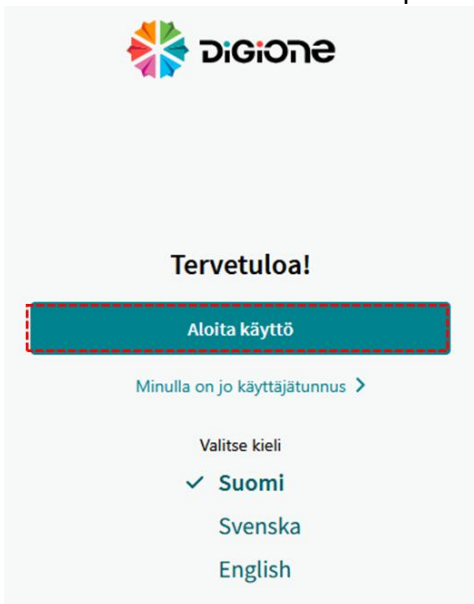 DiGiOne
Tervetuloa!
Aloita käyttö
Minulla on jo käyttäjätunnus
Valitse kieli
Suomi
Svenska
English